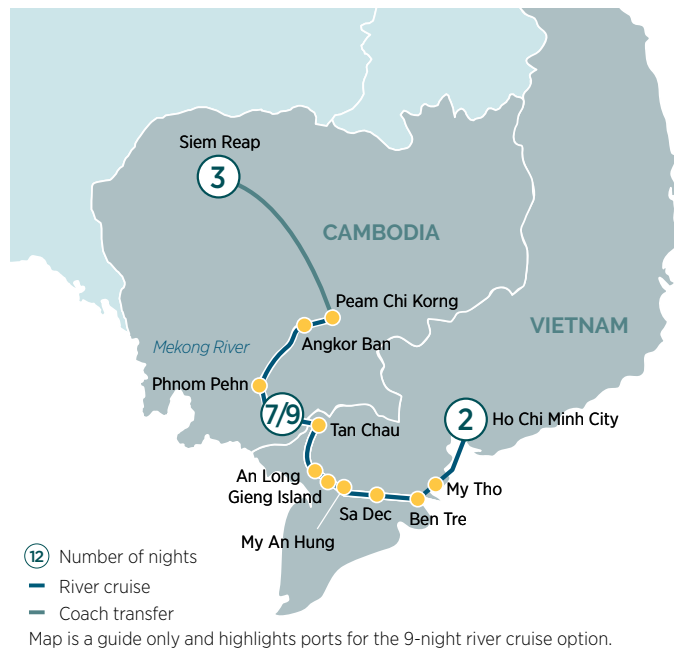 Siem Reap
3
CAMBODIA
Peam Chi Korng
Angkor Ban
VIETNAM
Mekong River
Phnom Pehn
7/9
2
Ho Chi Minh City
Tan Chau
An Long
Gieng Island
My Tho
Sa Dec
Ben Tre
My An Hung
12 Number of nights
River cruise
Coach transfer
Map is a guide only and highlights ports for the 9-night river cruise option.